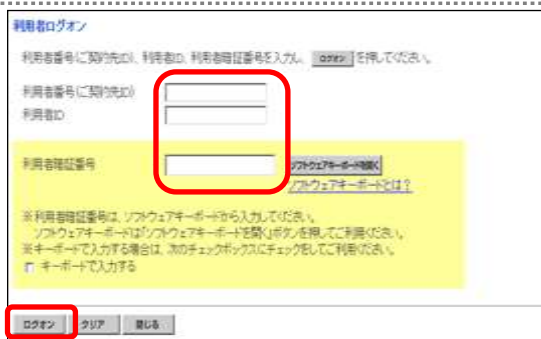 利用者ログオン
利用者番号(ご契約先ID)、利用者ID、利用者暗証番号を入力し、 ログオン を押してください。
利用者番号(ご契約先ID)
利用者ID
利用者暗証番号 ソフトウェアキーボードを開く
ソフトウェアキーボードとは?
※利用者暗証番号は、ソフトウェアキーボードから入力してください。
ソフトウェアキーボードは「ソフトウェアキーボードを開く」ボタンを押してご利用ください。
※キーボードで入力する場合は、次のチェックボックスにチェックをしてご利用ください。
キーボードで入力する
ログオン クリア 閉じる